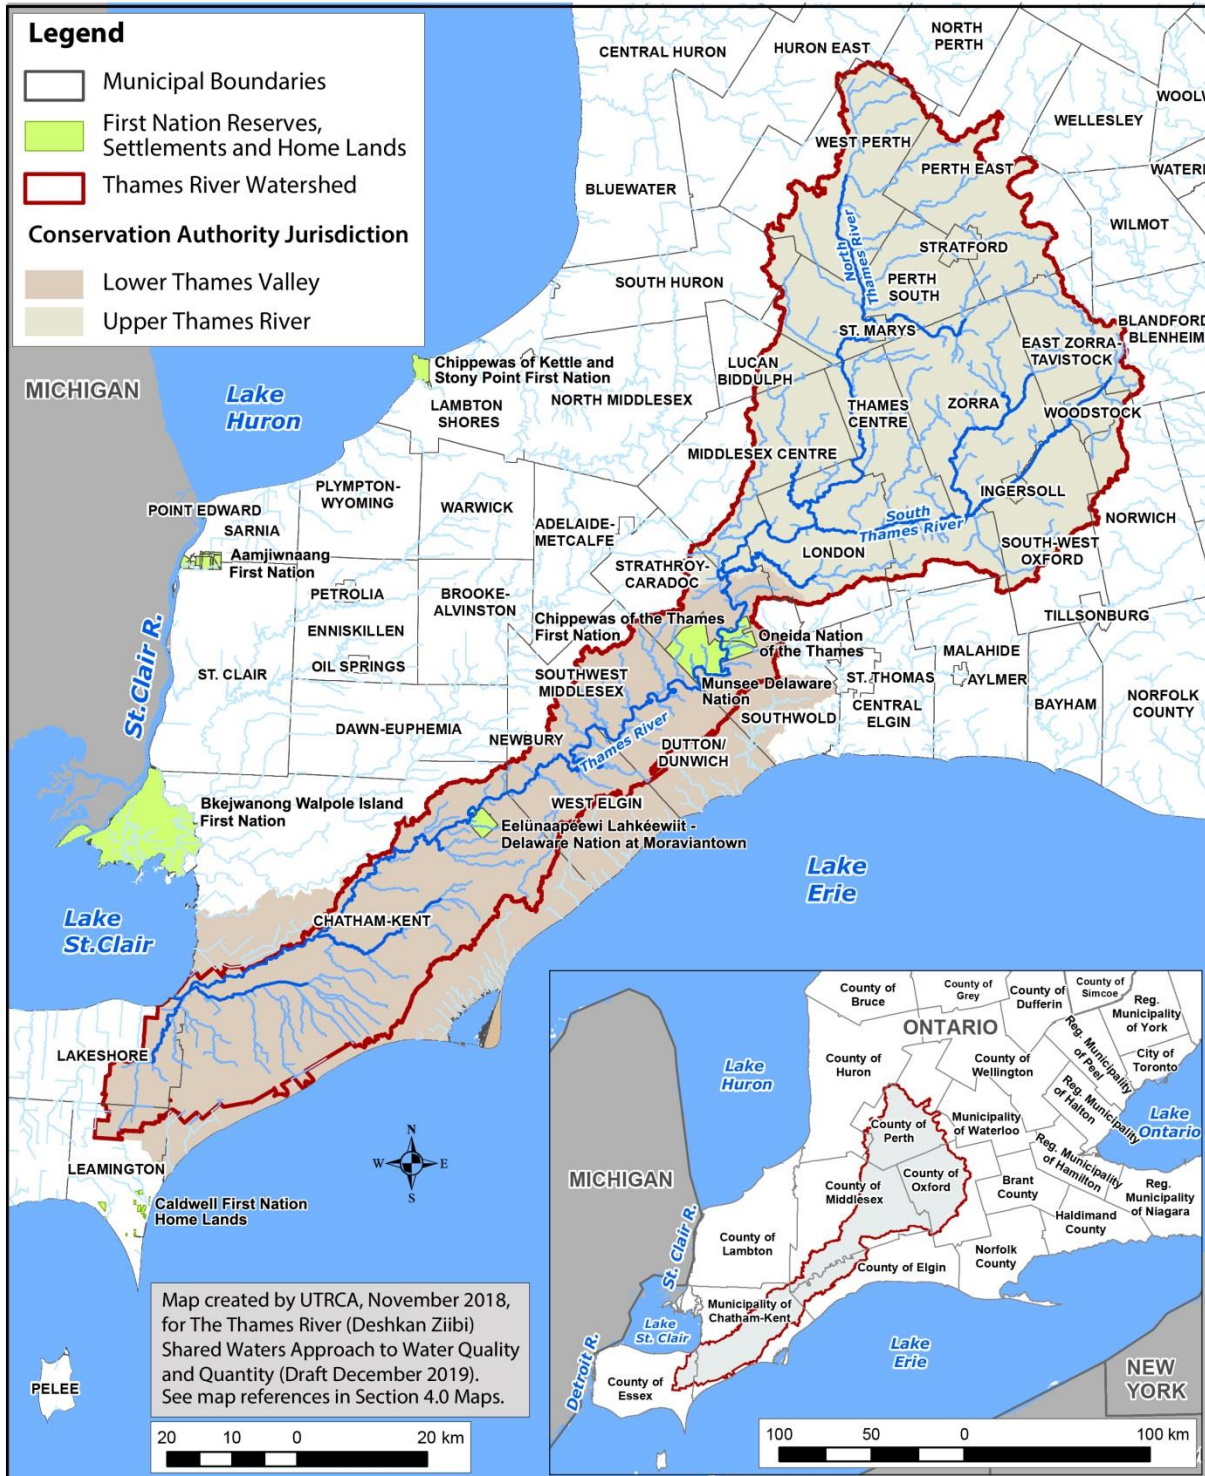 Legend
Municipal Boundaries
First Nation Reserves,
Settlements and Home Lands
Thames River Watershed
Conservation Authority Jurisdiction
Lower Thames Valley
Upper Thames River
CENTRAL HURON
HURON EAST
NORTH
PERTH
WELLESLEY
WEST PERTH
PERTH EAST
BLUEWATER
WILMOT
STRATFORD
North
Thames River
PERTH
SOUTH
SOUTH HURON
ST. MARYS
BLANDFORD
BLENHEIM
EAST ZORRA-
TAVISTOCK
LUCAN
BIDDULPH
MICHIGAN
Lake
Huron
Chippewas of Kettle and
Stony Point First Nation
LAMBTON
SHORES
NORTH MIDDLESEX
THAMES
CENTRE
ZORRA
WOODSTOCK
MIDDLESEX CENTRE
PLYMPTON-
WYOMING
WARWICK
INGERSOLL
POINT EDWARD
SARNIA
ADELAIDE-
METCALFE
South
Thames River
NORWICH
Aamjiwnaang
First Nation
LONDON
SOUTH-WEST
OXFORD
STRATHROY-
CARADOC
PETROLIA
BROOKE-
ALVINSTON
TILLSONBURG
Chippewas of the Thames
First Nation
ENNISKILLEN
Oneida Nation
of the Thames
MALAHIDE
AYLMER
St.Clair R.
ST. CLAIR
OIL SPRINGS
SOUTHWEST
MIDDLESEX
Munsee Delaware
Nation
ST. THOMAS
CENTRAL
ELGIN
BAYHAM
NORFOLK
COUNTY
SOUTHWOLD
DAWN-EUPHEMIA
NEWBURY
Thames River
DUTTON/
DUNWICH
Bkejwanong Walpole Island
First Nation
WEST ELGIN
Eelünaapéewi Lahkéewiit -
Delaware Nation at Moraviantown
Lake
Erie
Lake
St.Clair
CHATHAM-KENT
LAKESHORE
LEAMINGTON
Caldwell First Nation
Home Lands
N
W
E
S
PELEE
Map created by UTRCA, November 2018,
for The Thames River (Deshkan Ziibi)
Shared Waters Approach to Water Quality
and Quantity (Draft December 2019).
See map references in Section 4.0 Maps.
20 10 0 20 km
County of
Bruce
County of
Grey
County of
Dufferin
County of
Simcoe
Reg.
Municipality
of York
ONTARIO
Reg. Municipality
of Peel
City of
Toronto
Lake
Huron
County of
Huron
County of
Wellington
Reg. Municipality
of Halton
Lake
Ontario
County of
Perth
Municipality
of Waterloo
MICHIGAN
County of
Middlesex
County of
Oxford
Brant
County
Reg. Municipality
of Hamilton
Reg.
Municipality
of Niagara
Haldimand
County
County of
Lambton
St. Clair R.
County of Elgin
Norfolk
County
Municipality of
Chatham-Kent
Lake
St. Clair
Lake
Erie
Detroit R.
County of
Essex
NEW
YORK
100 50 0 100 km